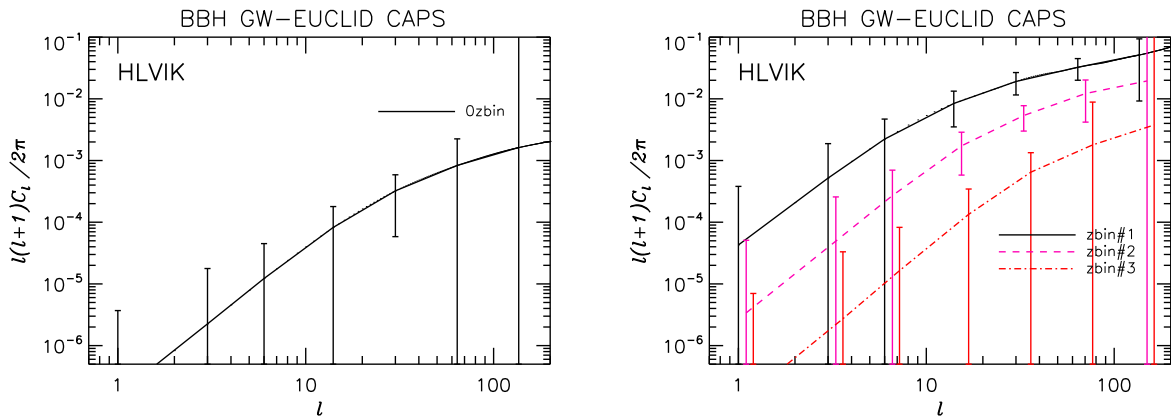 BBH GW-EUCLID CAPS
HLVIK
0zbin
l(l+1)C_l/2π
10^-1
10^-2
10^-3
10^-4
10^-5
10^-6
1
10
100
l
BBH GW-EUCLID CAPS
HLVIK
zbin#1
zbin#2
zbin#3
l(l+1)C_l/2π
10^-1
10^-2
10^-3
10^-4
10^-5
10^-6
1
10
100
l